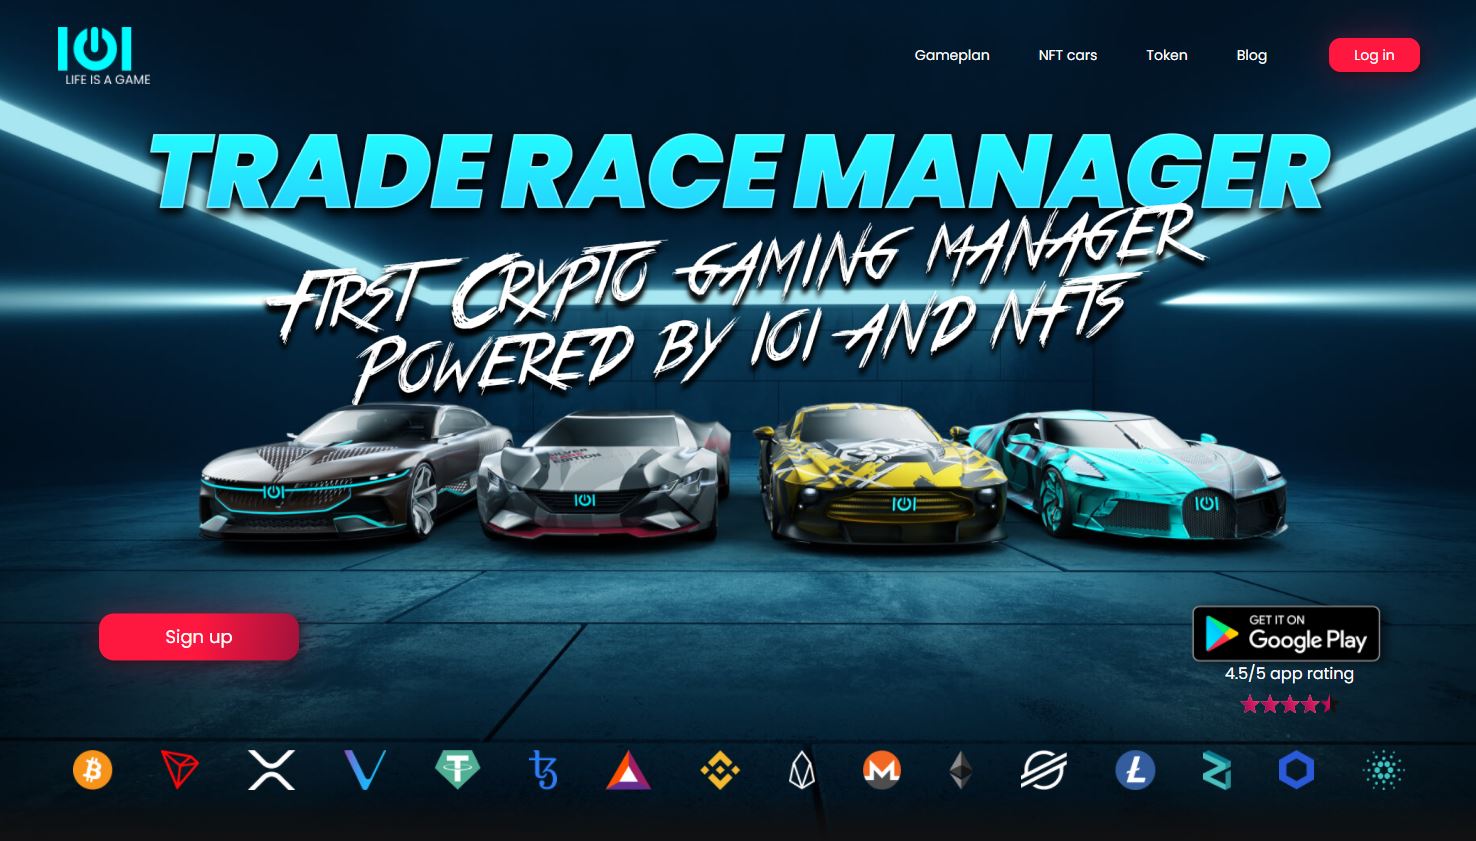 IOI
LIFE IS A GAME
Gameplan
NFT cars
Token
Blog
Log in
TRADE RACE MANAGER
FIRST CRYPTO GAMING MANAGER
POWERED BY IOI AND NFTS
SILVER
EDITION
IOI
IOI
IOI
IOI
Sign up
GET IT ON
Google Play
4.5/5 app rating